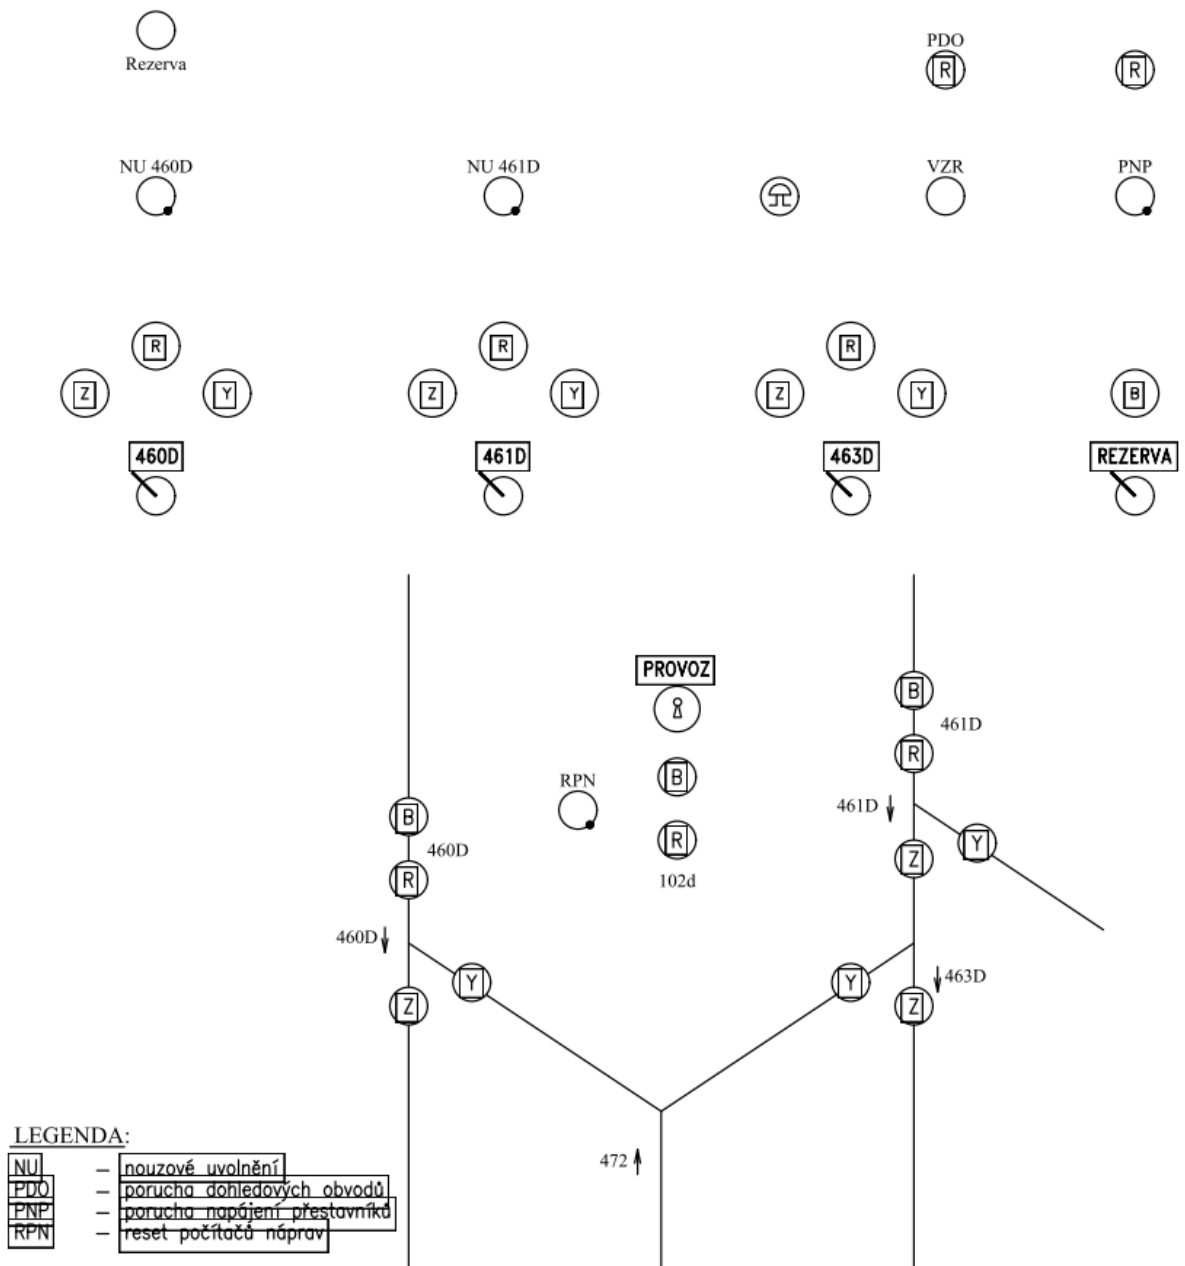 Rezerva
PDO
R
R
NU 460D
NU 461D
VZR
PNP
R
R
R
Z
Y
Z
Y
Z
Y
B
460D
461D
463D
REZERVA
PROVOZ
B
461D
R
B
RPN
461D
B
R
Y
460D
Z
102d
R
460D
Y
Y
463D
Z
Z
472
LEGENDA:
NU – nouzové uvolnění
PDO – porucha dohledových obvodů
PNP – porucha napájení přestavníků
RPN – reset počítačů náprav